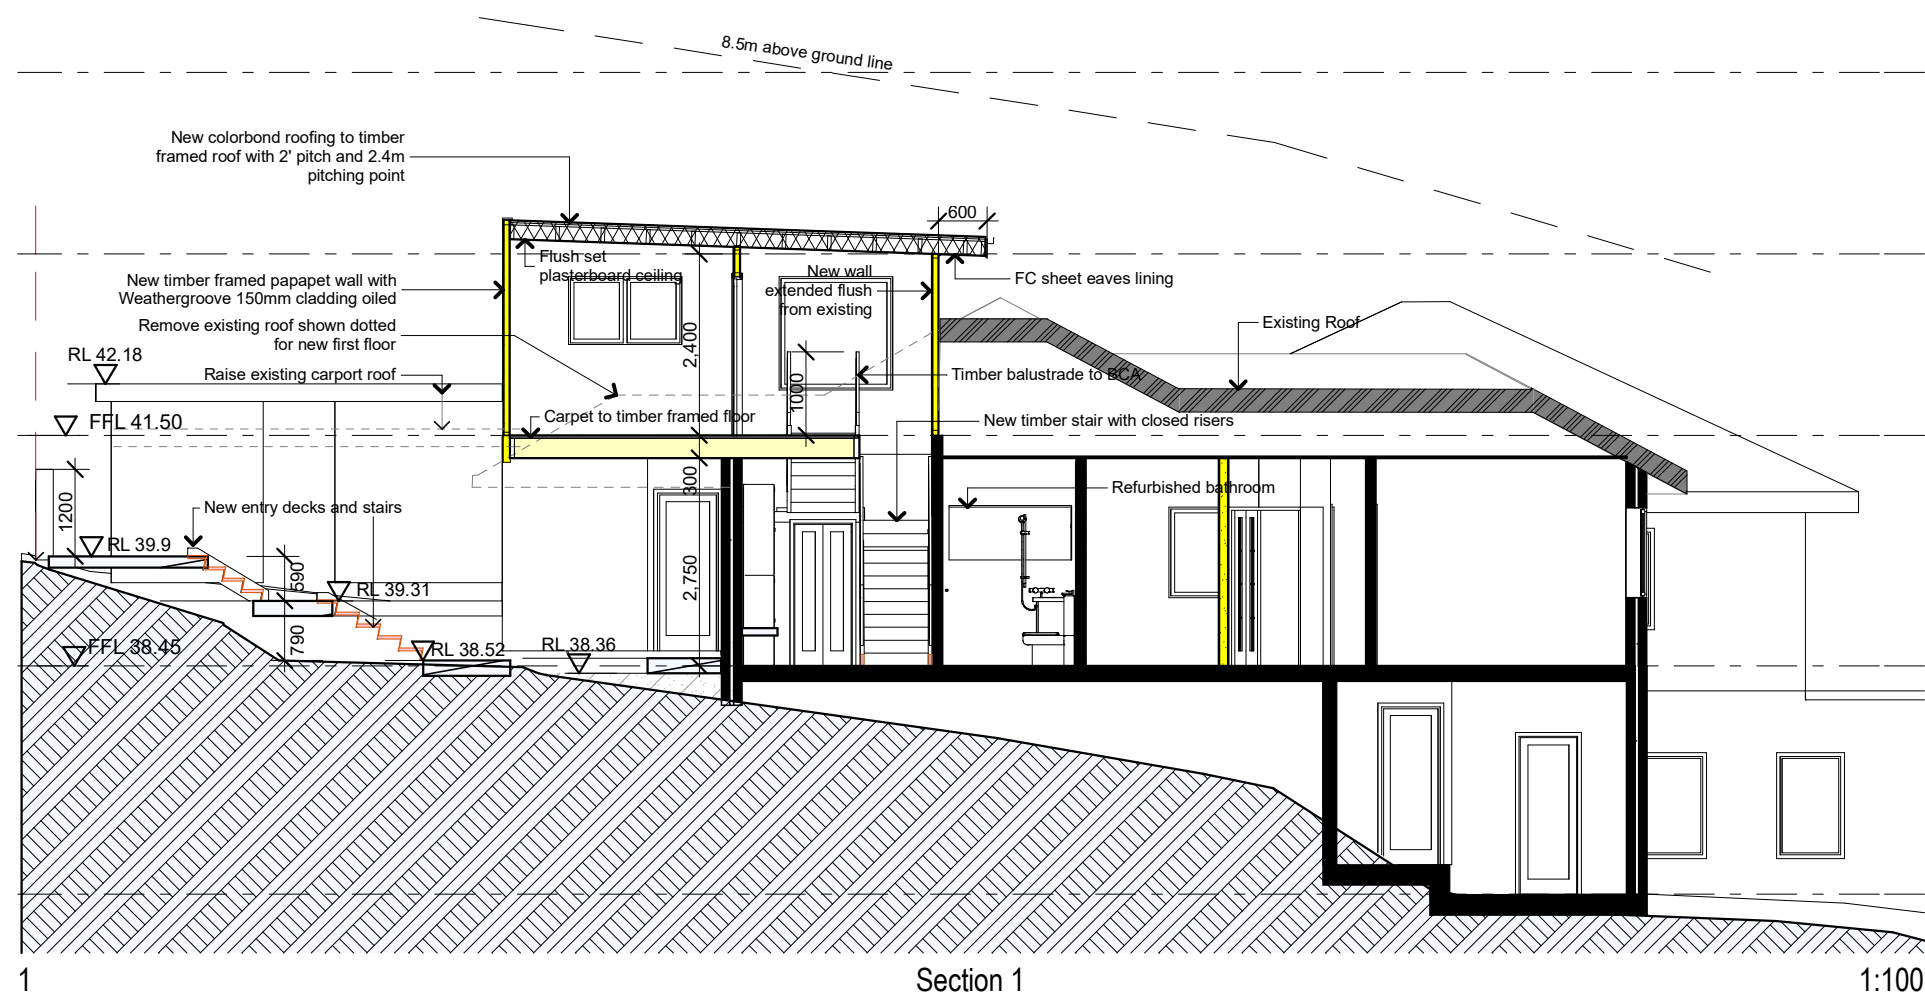 8.5m above ground line
New colorbond roofing to timber
framed roof with 2' pitch and 2.4m
pitching point
600
Flush set
plasterboard ceiling
New wall
extended flush
from existing
FC sheet eaves lining
New timber framed papapet wall with
Weathergroove 150mm cladding oiled
Remove existing roof shown dotted
for new first floor
Existing Roof
RL 42.18
Raise existing carport roof
2,400
1000
Timber balustrade to BCA
FFL 41.50
Carpet to timber framed floor
New timber stair with closed risers
300
Refurbished bathroom
1200
New entry decks and stairs
RL 39.9
590
RL 39.31
2,750
790
FFL 38.45
RL 38.52
RL 38.36
1
Section 1
1:100